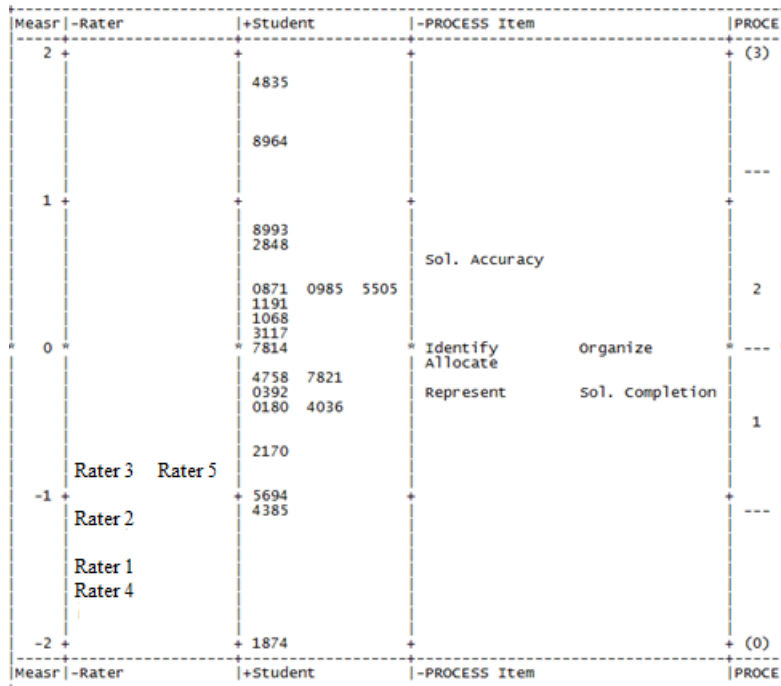 Measr|-Rater |+Student |-PROCESS Item |PROCE
2 + + + + (3)
4835
8964
---
1 + + + +
8993
2848
Sol. Accuracy
0871 0985 5505 2
1191
1068
3117
* 0 * * 7814 * Identify Organize * --- *
Allocate
4758 7821
0392 Represent Sol. Completion
0180 4036
1
2170
Rater 3 Rater 5
-1 + + 5694 + +
4385 ---
Rater 2
Rater 1
Rater 4
-2 + + 1874 + + (0)
Measr|-Rater |+Student |-PROCESS Item |PROCE